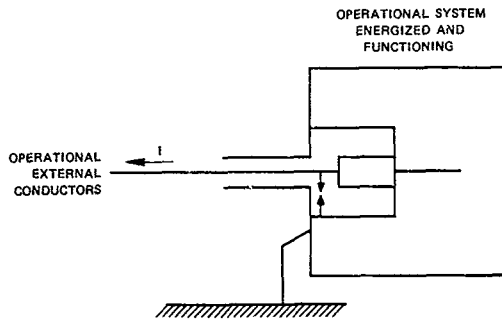 OPERATIONAL SYSTEM
ENERGIZED AND
FUNCTIONING
I
OPERATIONAL
EXTERNAL
CONDUCTORS